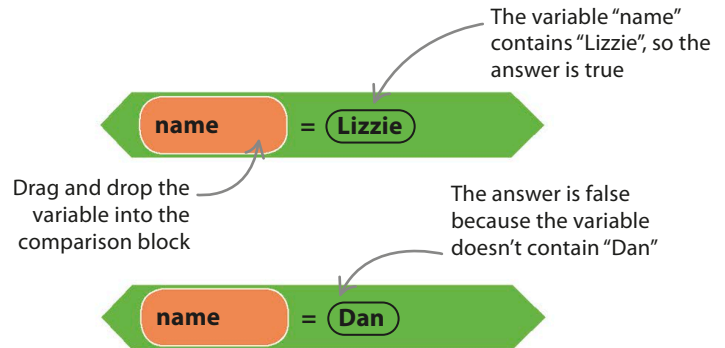 The variable “name”
contains “Lizzie”, so the
answer is true
name = Lizzie
Drag and drop the
variable into the
comparison block
The answer is false
because the variable
doesn’t contain “Dan”
name = Dan